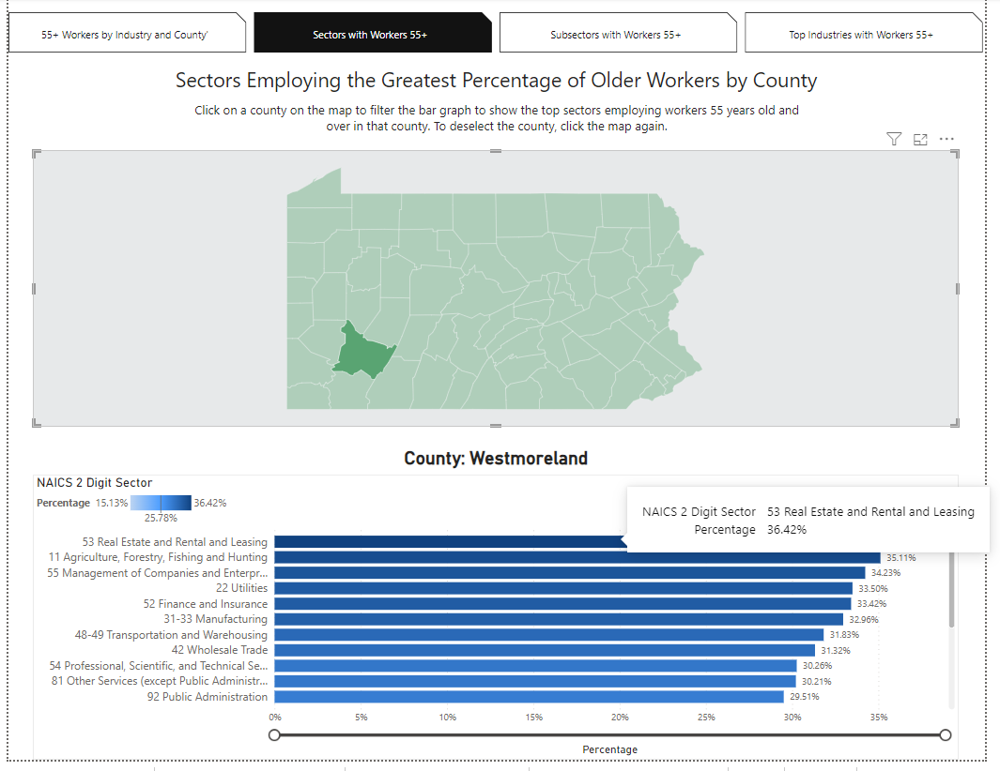 55+ Workers by Industry and County'
Sectors with Workers 55+
Subsectors with Workers 55+
Top Industries with Workers 55+
Sectors Employing the Greatest Percentage of Older Workers by County
Click on a county on the map to filter the bar graph to show the top sectors employing workers 55 years old and
over in that county. To deselect the county, click the map again.
County: Westmoreland
NAICS 2 Digit Sector
Percentage 15.13% 36.42%
25.78%
NAICS 2 Digit Sector 53 Real Estate and Rental and Leasing
Percentage 36.42%
53 Real Estate and Rental and Leasing
11 Agriculture, Forestry, Fishing and Hunting 35.11%
55 Management of Companies and Enterpr... 34.23%
22 Utilities 33.50%
52 Finance and Insurance 33.42%
31-33 Manufacturing 32.96%
48-49 Transportation and Warehousing 31.83%
42 Wholesale Trade 31.32%
54 Professional, Scientific, and Technical Se... 30.26%
81 Other Services (except Public Administr... 30.21%
92 Public Administration 29.51%
0% 5% 10% 15% 20% 25% 30% 35%
Percentage